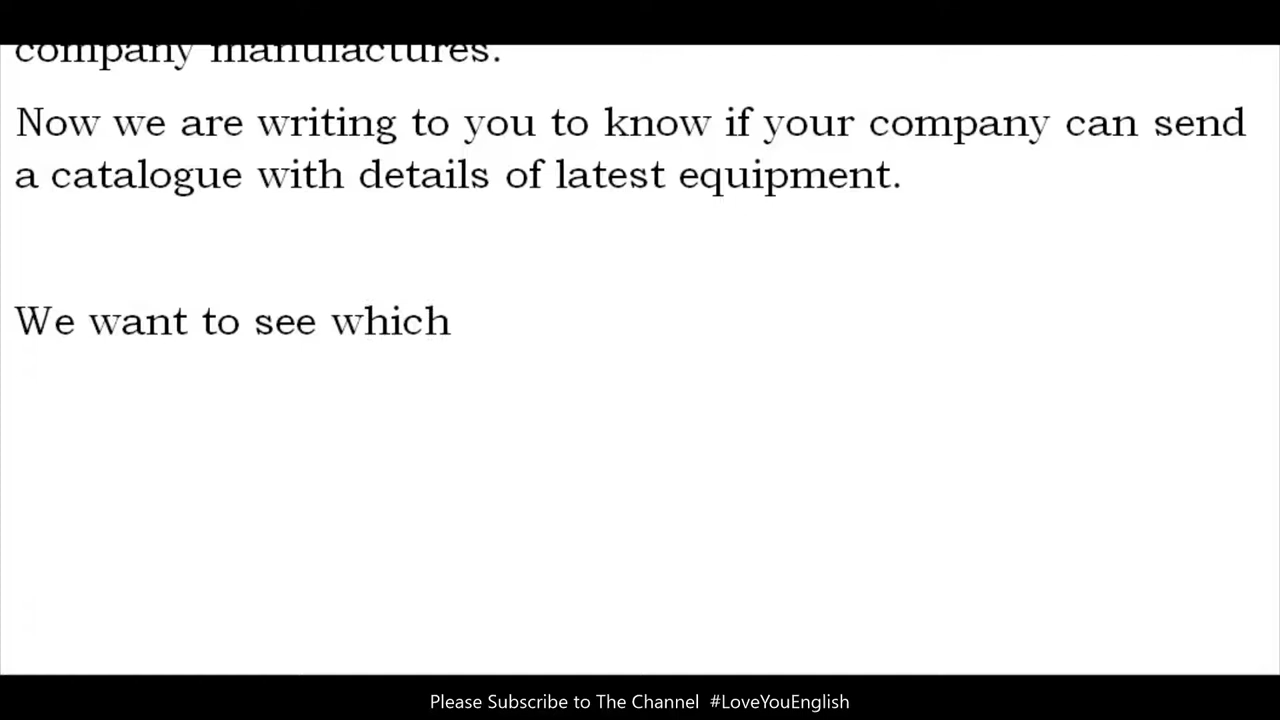 company manufactures.
Now we are writing to you to know if your company can send
a catalogue with details of latest equipment.
We want to see which
Please Subscribe to The Channel #LoveYouEnglish